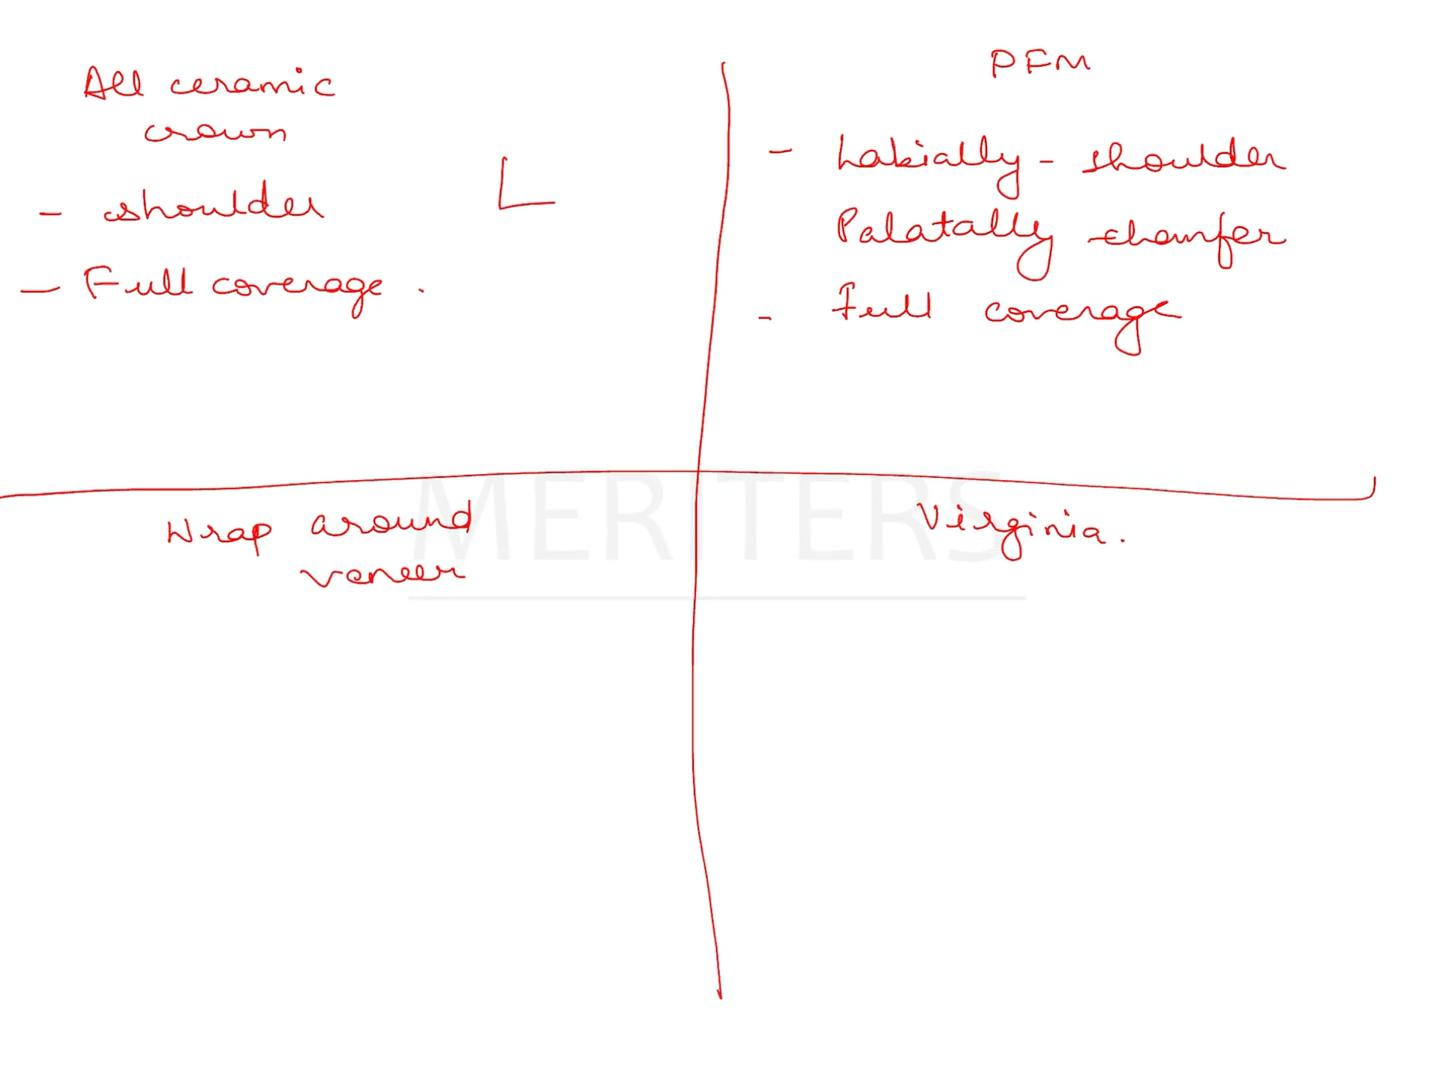 All ceramic
crown
- shoulder
- Full coverage .
PFM
- Labially - shoulder
Palatally chamfer
- Full coverage
Wrap around
veneer
Virginia.
MERITERS